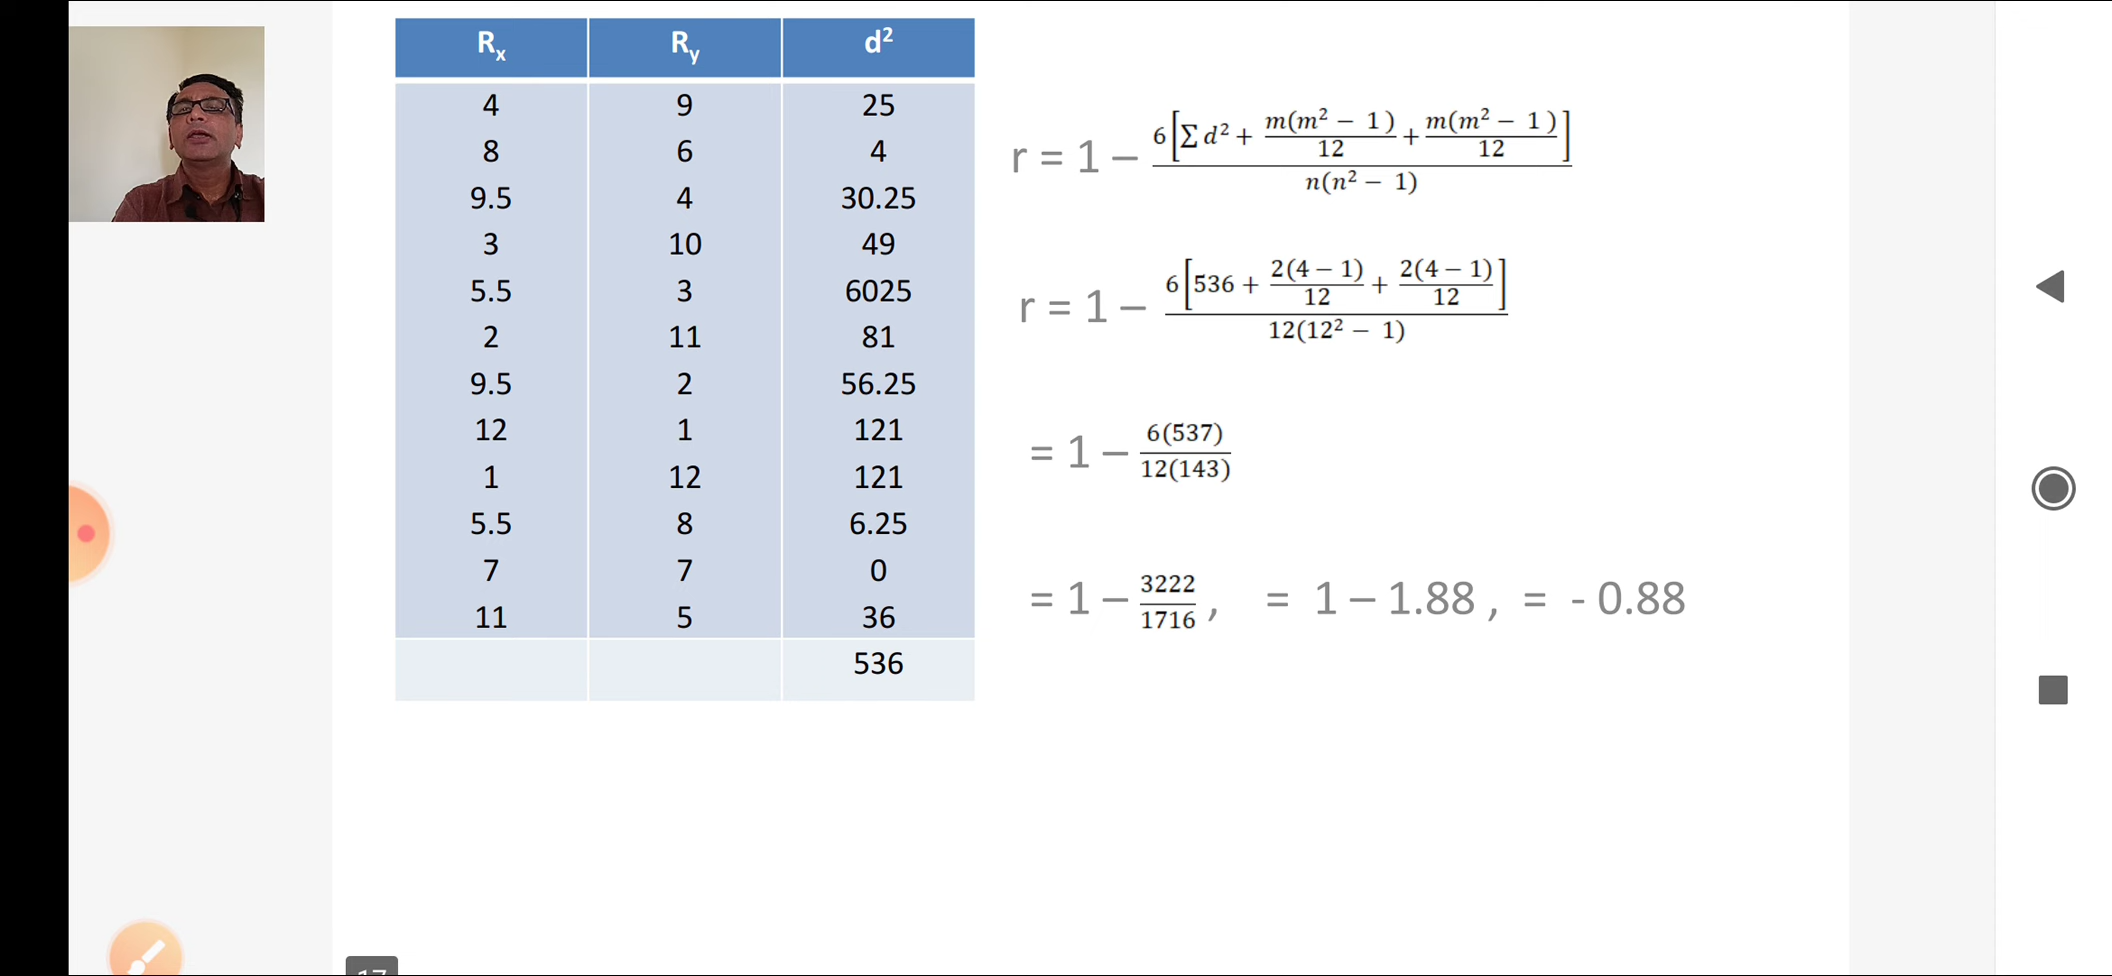 Rx Ry d²
4 9 25
8 6 4
9.5 4 30.25
3 10 49
5.5 3 6025
2 11 81
9.5 2 56.25
12 1 121
1 12 121
5.5 8 6.25
7 7 0
11 5 36
536
r = 1 − 6[∑ d² + m(m² − 1)/12 + m(m² − 1)/12] / n(n² − 1)
r = 1 − 6[536 + 2(4 − 1)/12 + 2(4 − 1)/12] / 12(12² − 1)
= 1 − 6(537)/12(143)
= 1 − 3222/1716 , = 1 − 1.88 , = - 0.88